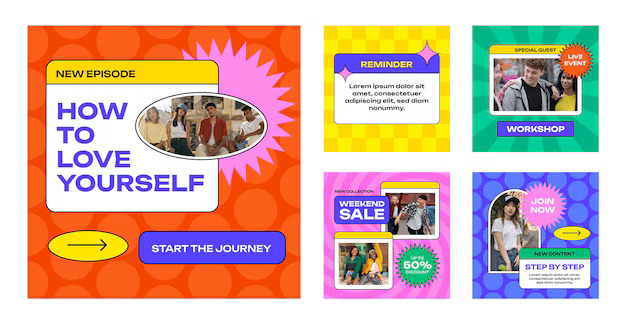 NEW EPISODE
HOW
TO
LOVE
YOURSELF
START THE JOURNEY
REMINDER
Lorem ipsum dolor sit
amet, consectetuer
adipiscing elit, sed diam
nonummy.
SPECIAL GUEST
LIVE
EVENT
WORKSHOP
NEW COLLECTION
WEEKEND
SALE
UP TO
50%
DISCOUNT
JOIN
NOW
NEW CONTENT
STEP BY STEP
Lorem ipsum dolor sit
amet, consectetuer
adipiscing elit, sed diam